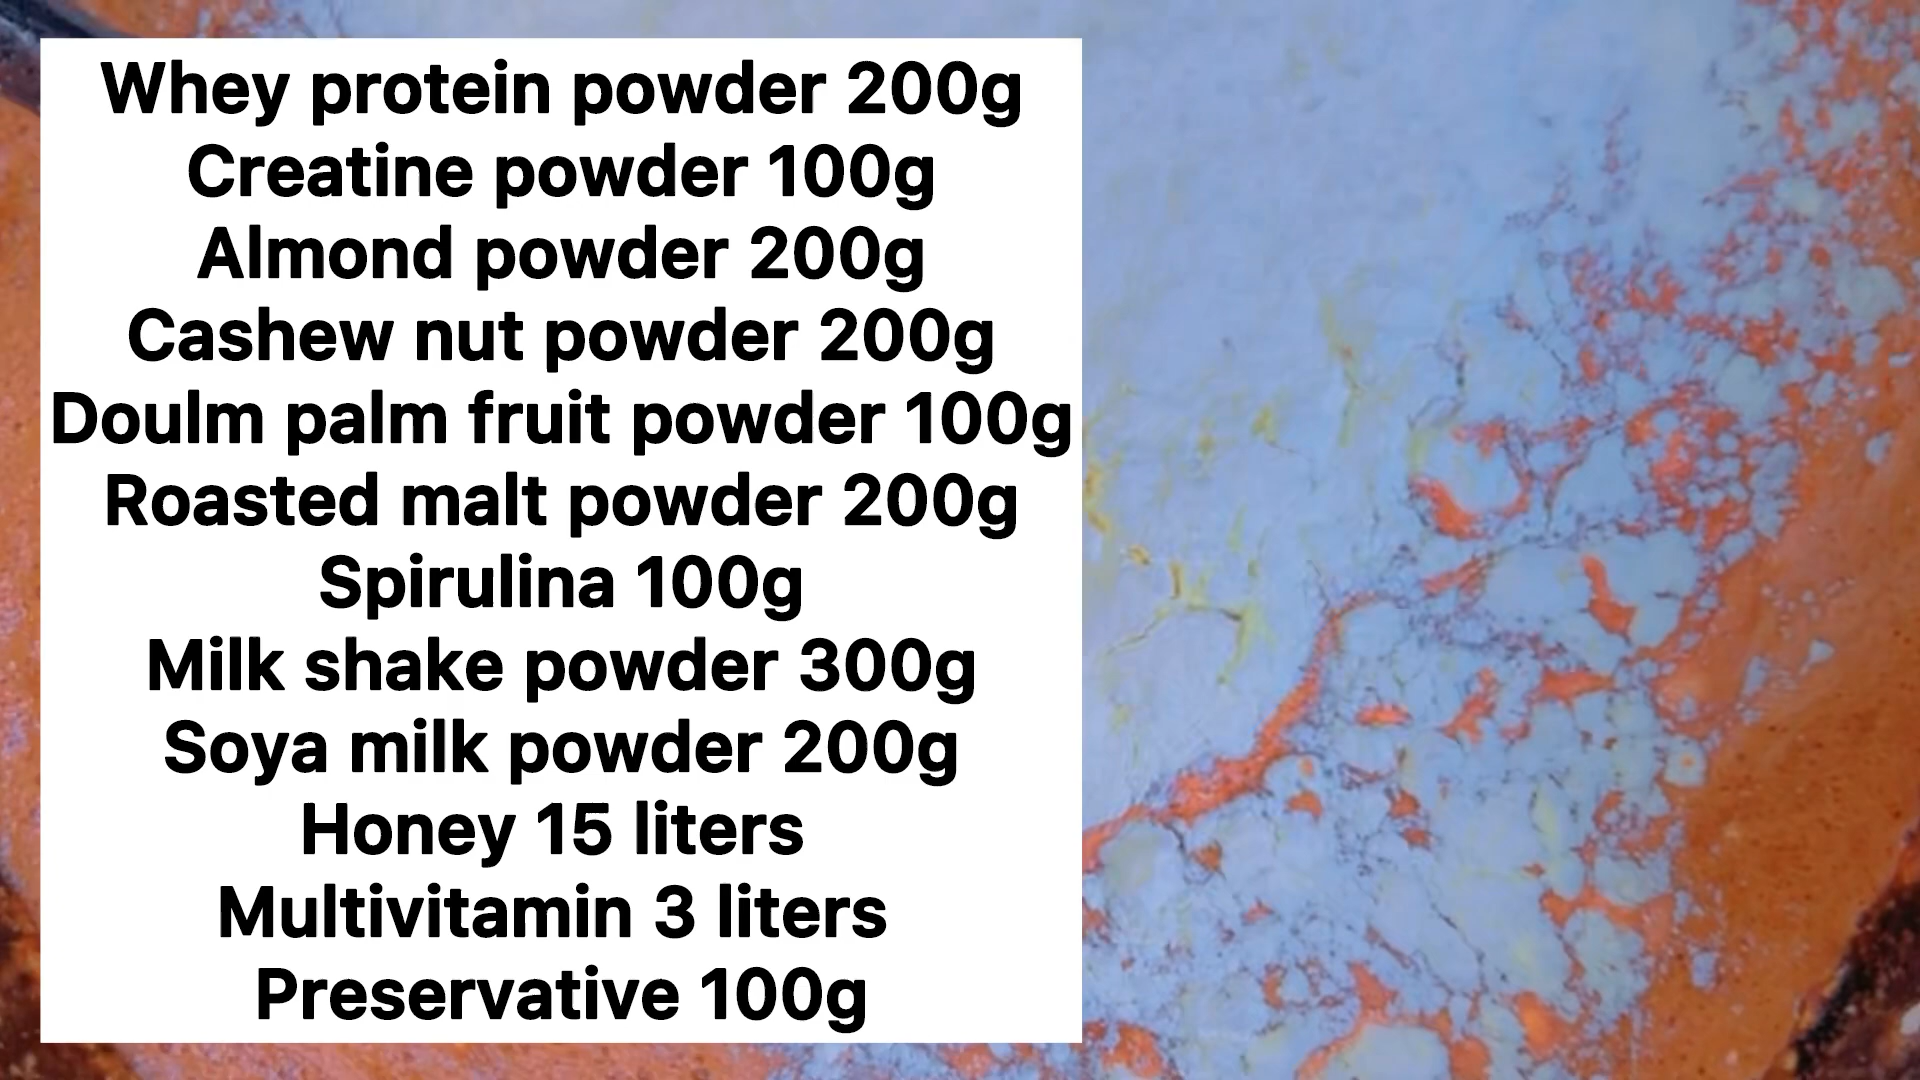 Whey protein powder 200g
Creatine powder 100g
Almond powder 200g
Cashew nut powder 200g
Doulm palm fruit powder 100g
Roasted malt powder 200g
Spirulina 100g
Milk shake powder 300g
Soya milk powder 200g
Honey 15 liters
Multivitamin 3 liters
Preservative 100g